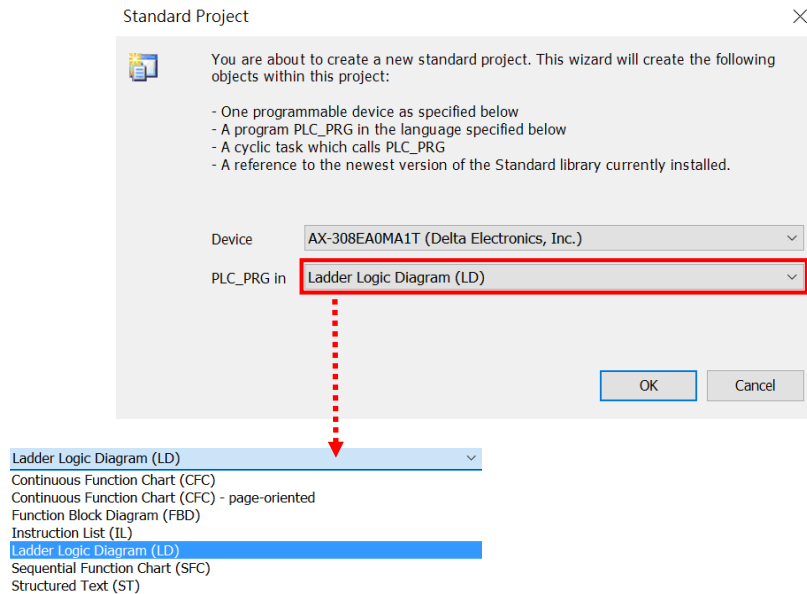 Standard Project
You are about to create a new standard project. This wizard will create the following
objects within this project:
- One programmable device as specified below
- A program PLC_PRG in the language specified below
- A cyclic task which calls PLC_PRG
- A reference to the newest version of the Standard library currently installed.
Device
AX-308EA0MA1T (Delta Electronics, Inc.)
PLC_PRG in
Ladder Logic Diagram (LD)
OK
Cancel
Ladder Logic Diagram (LD)
Continuous Function Chart (CFC)
Continuous Function Chart (CFC) - page-oriented
Function Block Diagram (FBD)
Instruction List (IL)
Ladder Logic Diagram (LD)
Sequential Function Chart (SFC)
Structured Text (ST)